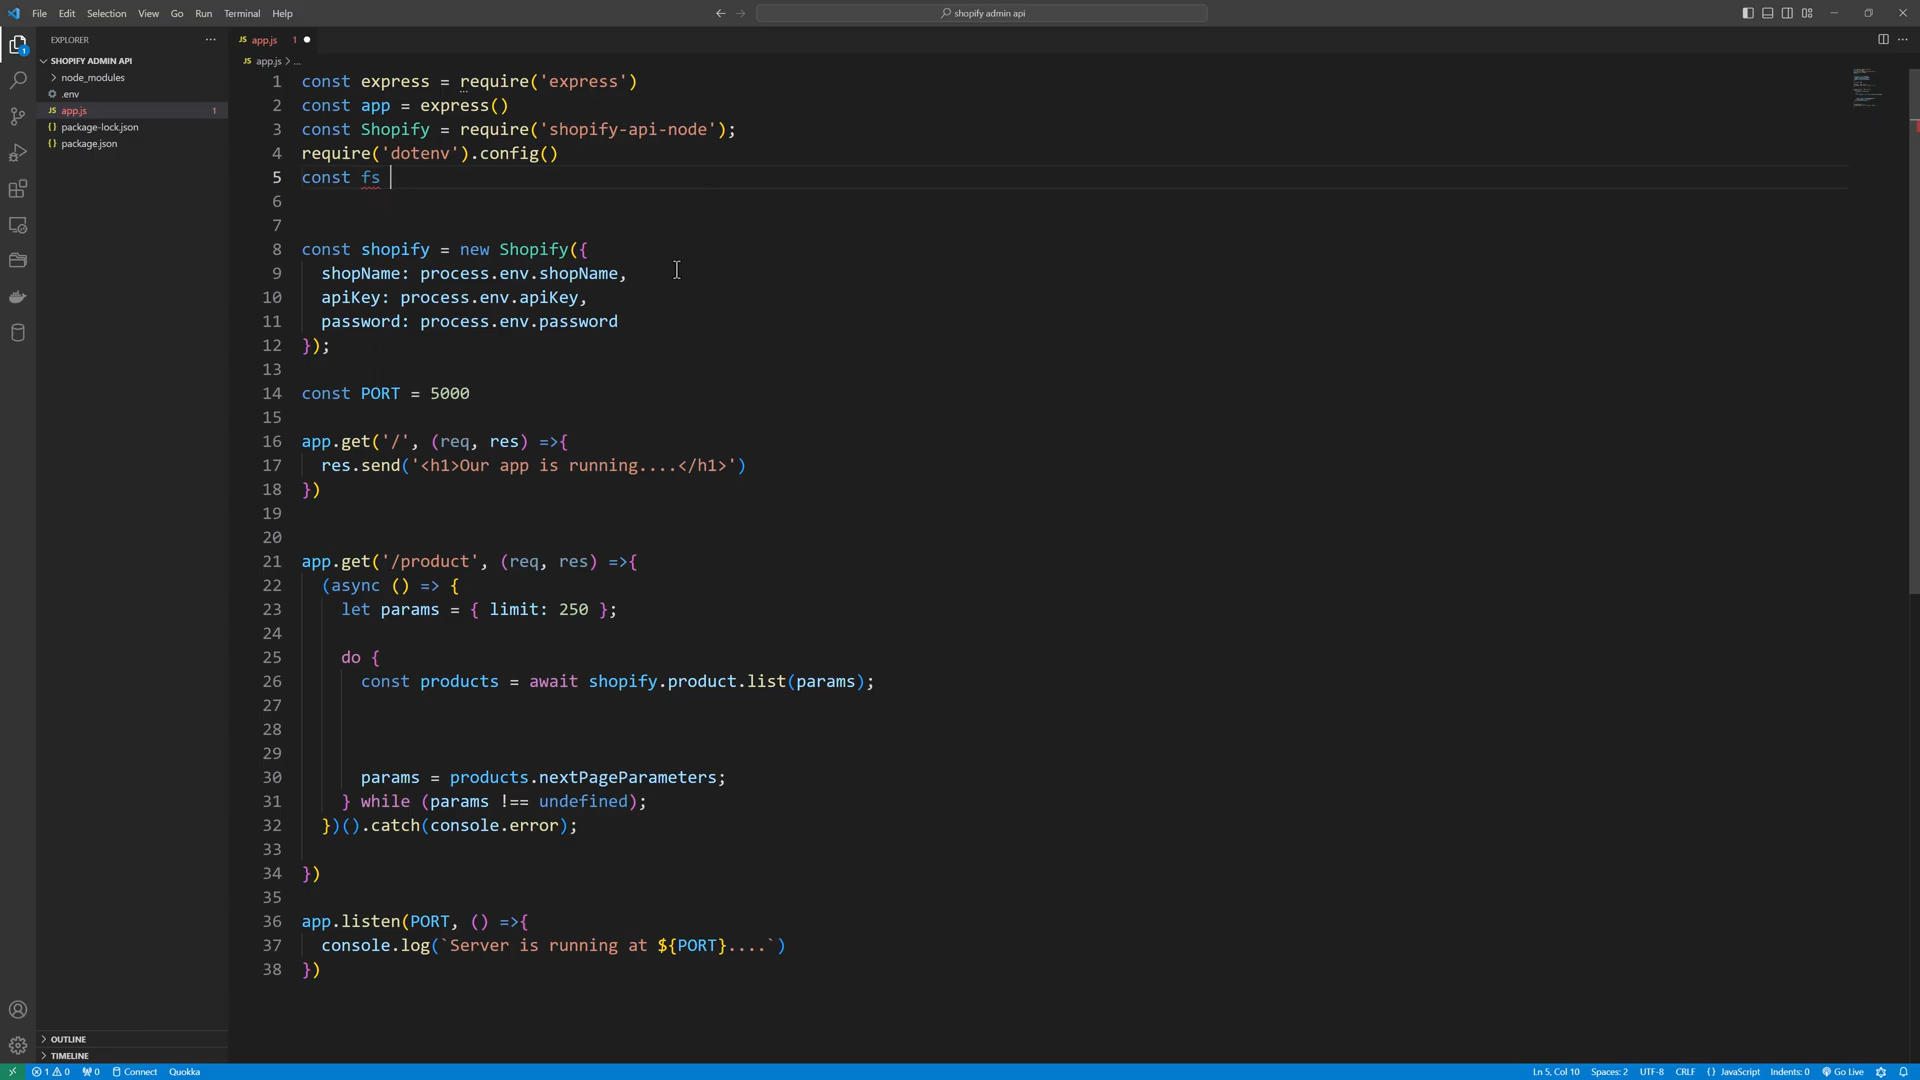 File Edit Selection View Go Run Terminal Help
shopify admin api
EXPLORER
SHOPIFY ADMIN API
node_modules
.env
JS app.js 1
{} package-lock.json
{} package.json
OUTLINE
TIMELINE
JS app.js 1
JS app.js > ...
1 const express = require('express')
2 const app = express()
3 const Shopify = require('shopify-api-node');
4 require('dotenv').config()
5 const fs
6
7
8 const shopify = new Shopify({
9 shopName: process.env.shopName,
10 apiKey: process.env.apiKey,
11 password: process.env.password
12 });
13
14 const PORT = 5000
15
16 app.get('/', (req, res) =>{
17 res.send('<h1>Our app is running....</h1>')
18 })
19
20
21 app.get('/product', (req, res) =>{
22 (async () => {
23 let params = { limit: 250 };
24
25 do {
26 const products = await shopify.product.list(params);
27
28
29
30 params = products.nextPageParameters;
31 } while (params !== undefined);
32 })().catch(console.error);
33
34 })
35
36 app.listen(PORT, () =>{
37 console.log(`Server is running at ${PORT}....`)
38 })
1 0 0 Connect Quokka
Ln 5, Col 10 Spaces: 2 UTF-8 CRLF {} JavaScript Indents: 0 Go Live